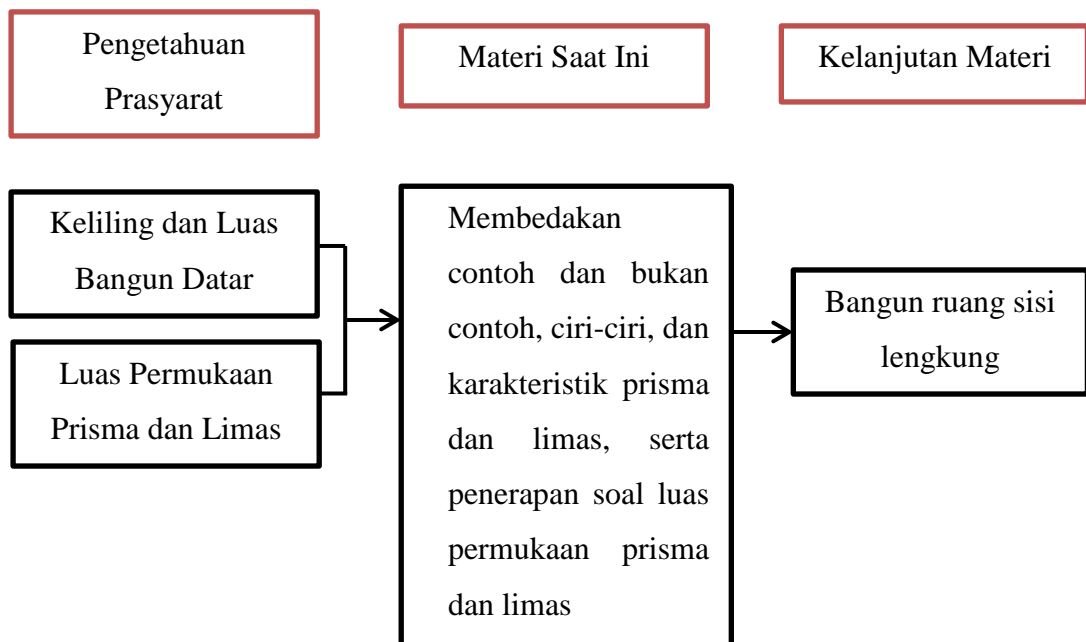 Pengetahuan
Prasyarat
Materi Saat Ini
Kelanjutan Materi
Keliling dan Luas
Bangun Datar
Luas Permukaan
Prisma dan Limas
Membedakan
contoh dan bukan
contoh, ciri-ciri, dan
karakteristik prisma
dan limas, serta
penerapan soal luas
permukaan prisma
dan limas
Bangun ruang sisi
lengkung